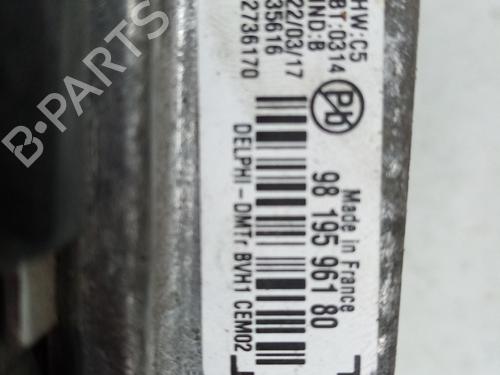 HW:C5
BT:0314
IND:B
22/03/17
35616
2736170
Pb
Made in France
98 195 961 80
DELPHI-DMTr BVH1 CEM02
B-PARTS